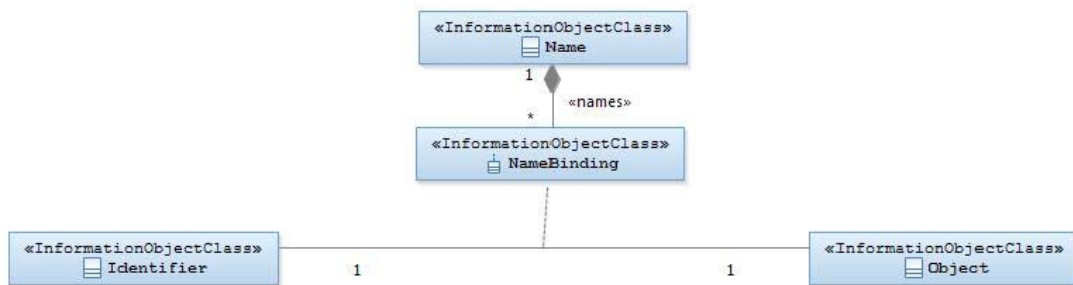 «InformationObjectClass»
Name
1
«names»
*
«InformationObjectClass»
NameBinding
«InformationObjectClass»
Identifier
1
1
«InformationObjectClass»
Object